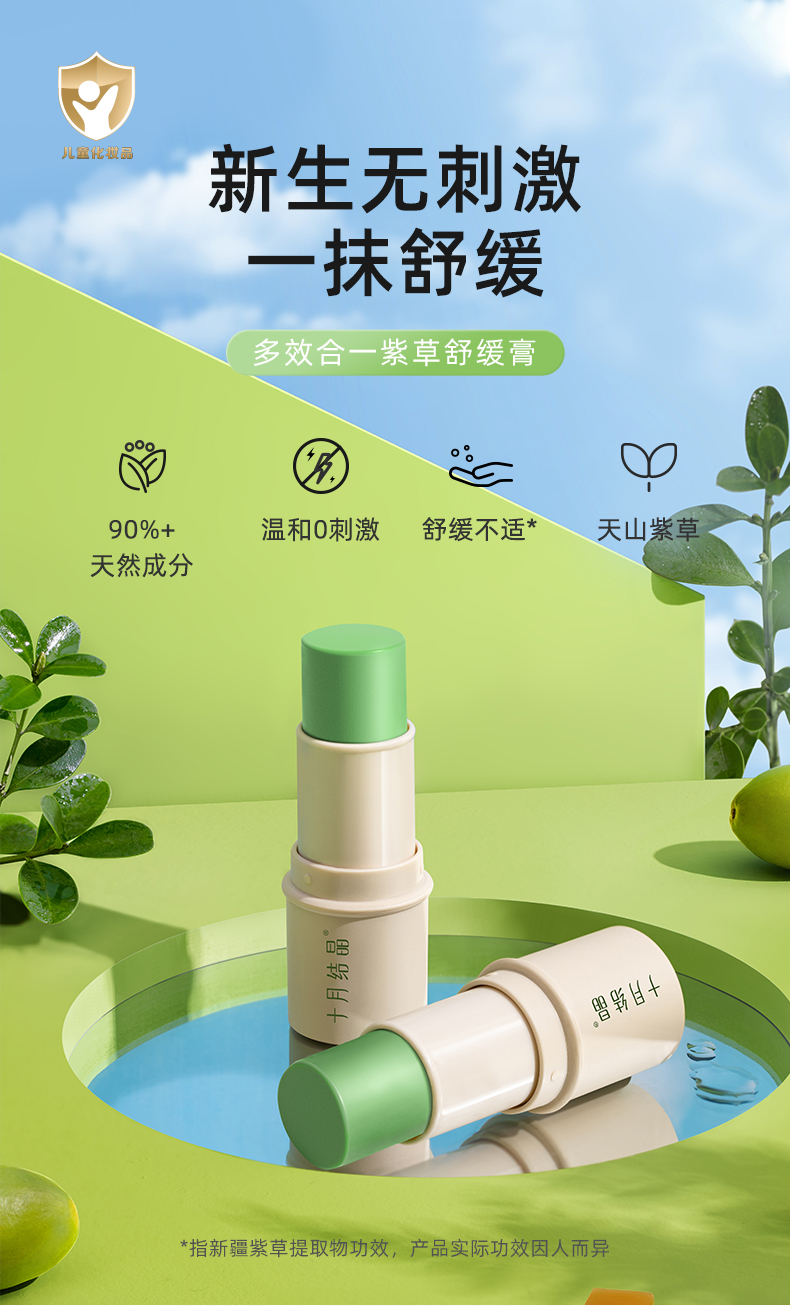 儿童化妆品
新生无刺激
一抹舒缓
多效合一紫草舒缓膏
90%+
天然成分
温和0刺激
舒缓不适*
天山紫草
十月结晶®
十月结晶®
*指新疆紫草提取物功效，产品实际功效因人而异